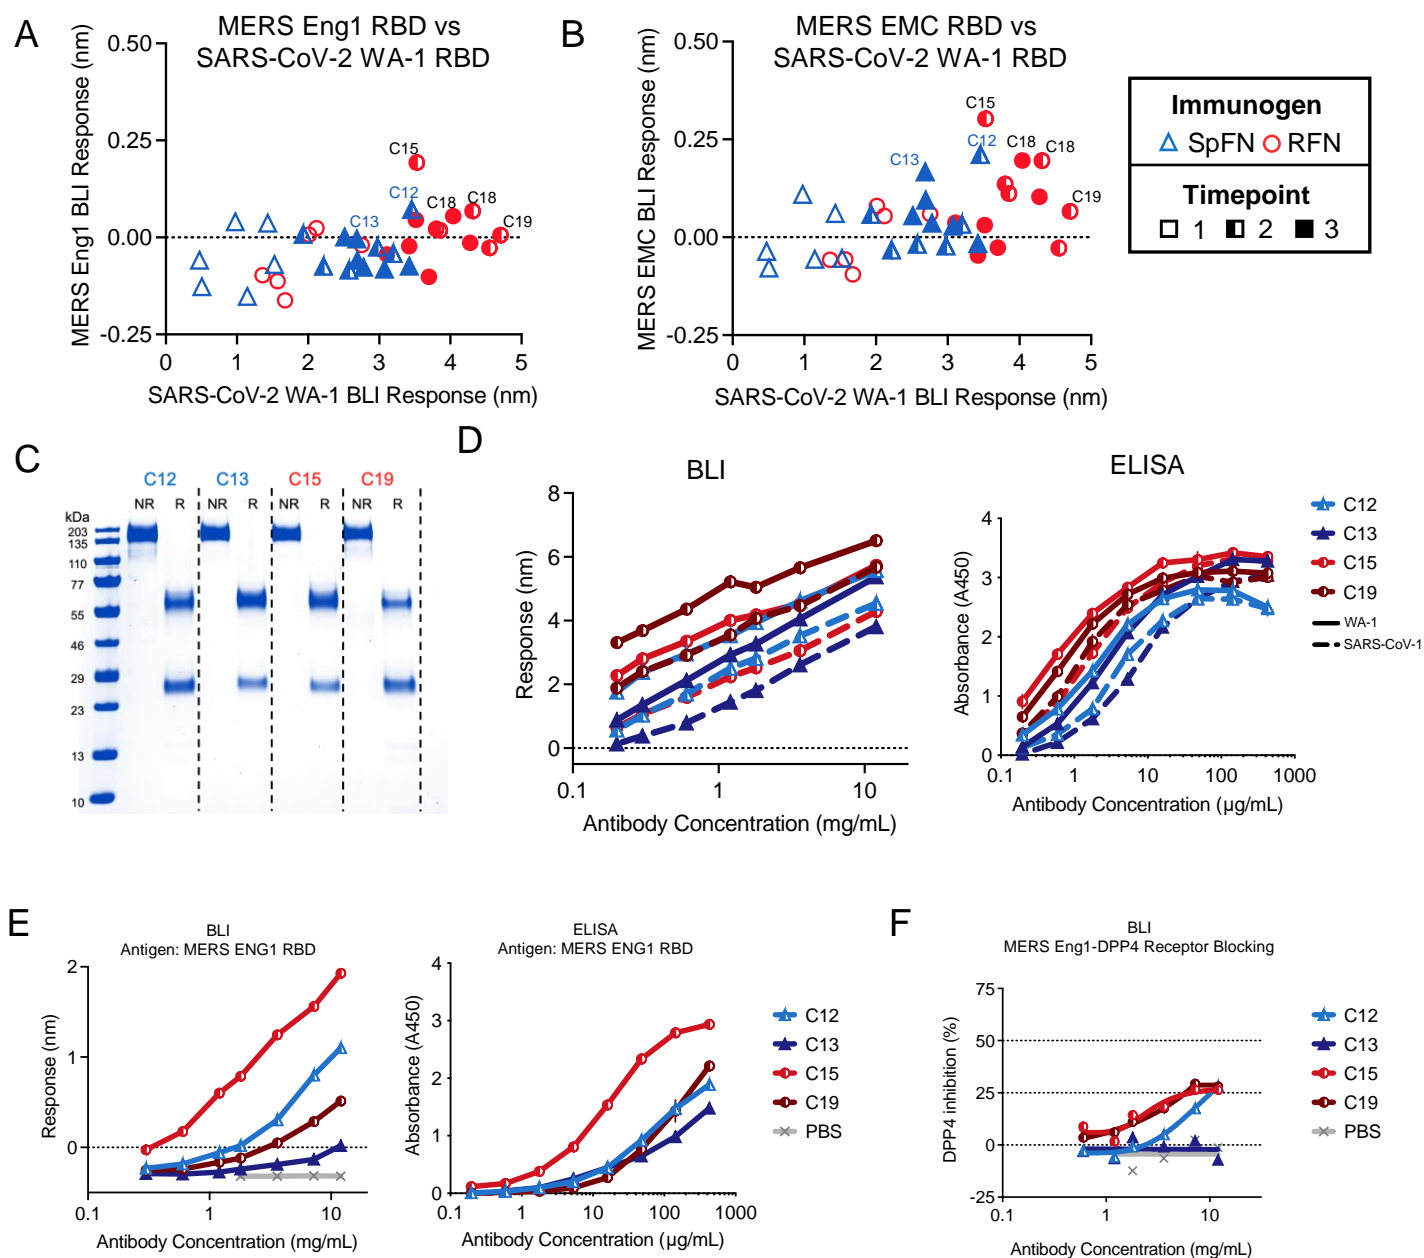 A
MERS Eng1 RBD vs
SARS-CoV-2 WA-1 RBD
MERS Eng1 BLI Response (nm)
0.50
0.25
0.00
-0.25
C15
C12
C18
C18
C13
C19
0 1 2 3 4 5
SARS-CoV-2 WA-1 BLI Response (nm)
B
MERS EMC RBD vs
SARS-CoV-2 WA-1 RBD
MERS EMC BLI Response (nm)
0.50
0.25
0.00
-0.25
C15
C12
C18
C18
C13
C19
0 1 2 3 4 5
SARS-CoV-2 WA-1 BLI Response (nm)
Immunogen
SpFN RFN
Timepoint
1 2 3
C
C12 C13 C15 C19
NR R NR R NR R NR R
kDa
203
135
110
77
55
46
29
23
13
10
D
BLI
Response (nm)
8
6
4
2
0
0.1 1 10
Antibody Concentration (mg/mL)
ELISA
Absorbance (A450)
4
3
2
1
0
0.1 1 10 100 1000
Antibody Concentration (µg/mL)
C12
C13
C15
C19
WA-1
SARS-CoV-1
E
BLI
Antigen: MERS ENG1 RBD
Response (nm)
2
1
0
0.1 1 10
Antibody Concentration (mg/mL)
ELISA
Antigen: MERS ENG1 RBD
Absorbance (A450)
4
3
2
1
0
0.1 1 10 100 1000
Antibody Concentration (µg/mL)
C12
C13
C15
C19
PBS
F
BLI
MERS Eng1-DPP4 Receptor Blocking
DPP4 inhibition (%)
75
50
25
0
-25
1 10
Antibody Concentration (mg/mL)
C12
C13
C15
C19
PBS